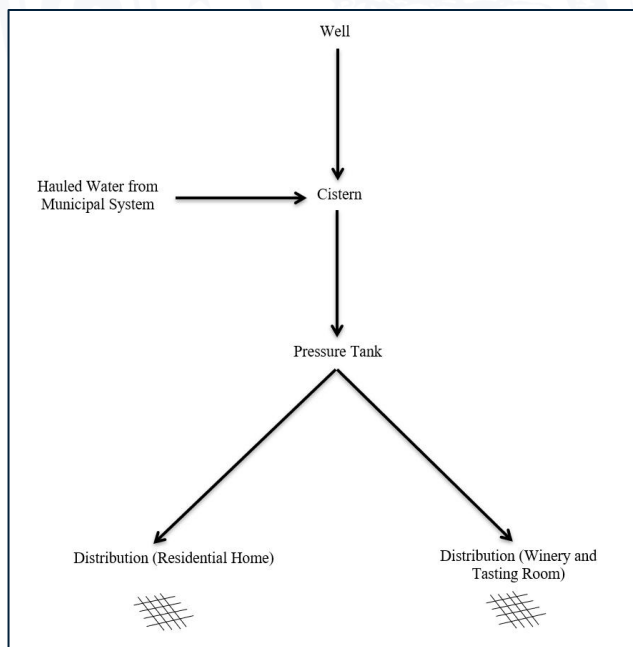 Well
Hauled Water from
Municipal System
Cistern
Pressure Tank
Distribution (Residential Home)
Distribution (Winery and
Tasting Room)